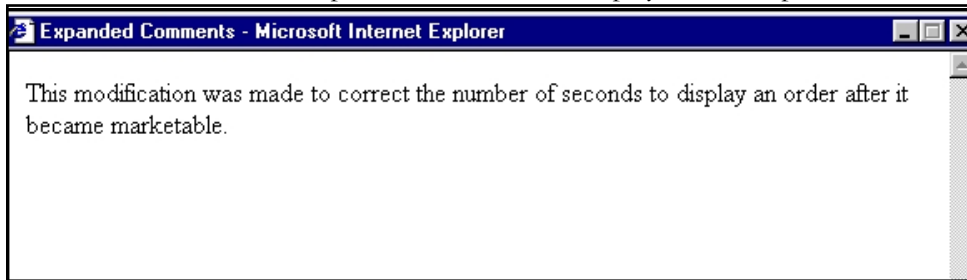 Expanded Comments - Microsoft Internet Explorer
This modification was made to correct the number of seconds to display an order after it
became marketable.